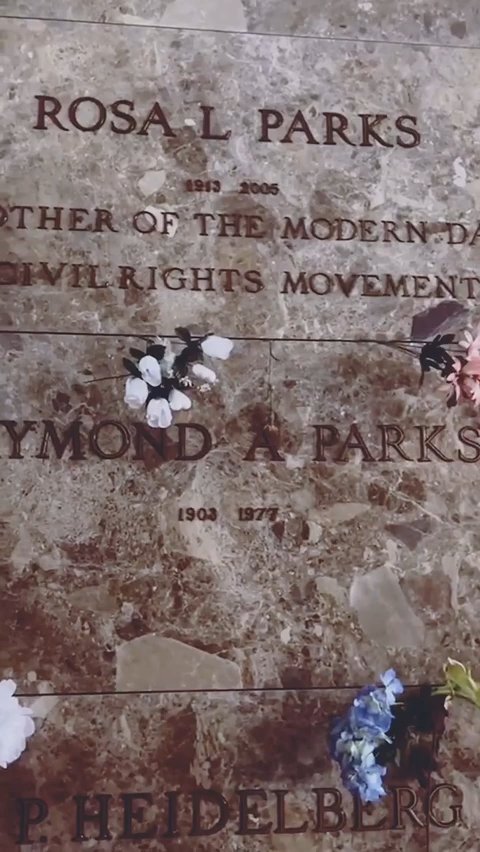 ROSA L PARKS
1913 2005
OTHER OF THE MODERN DA
CIVIL RIGHTS MOVEMENT
YMOND A PARKS
1903 1977
P. HEIDELBERG